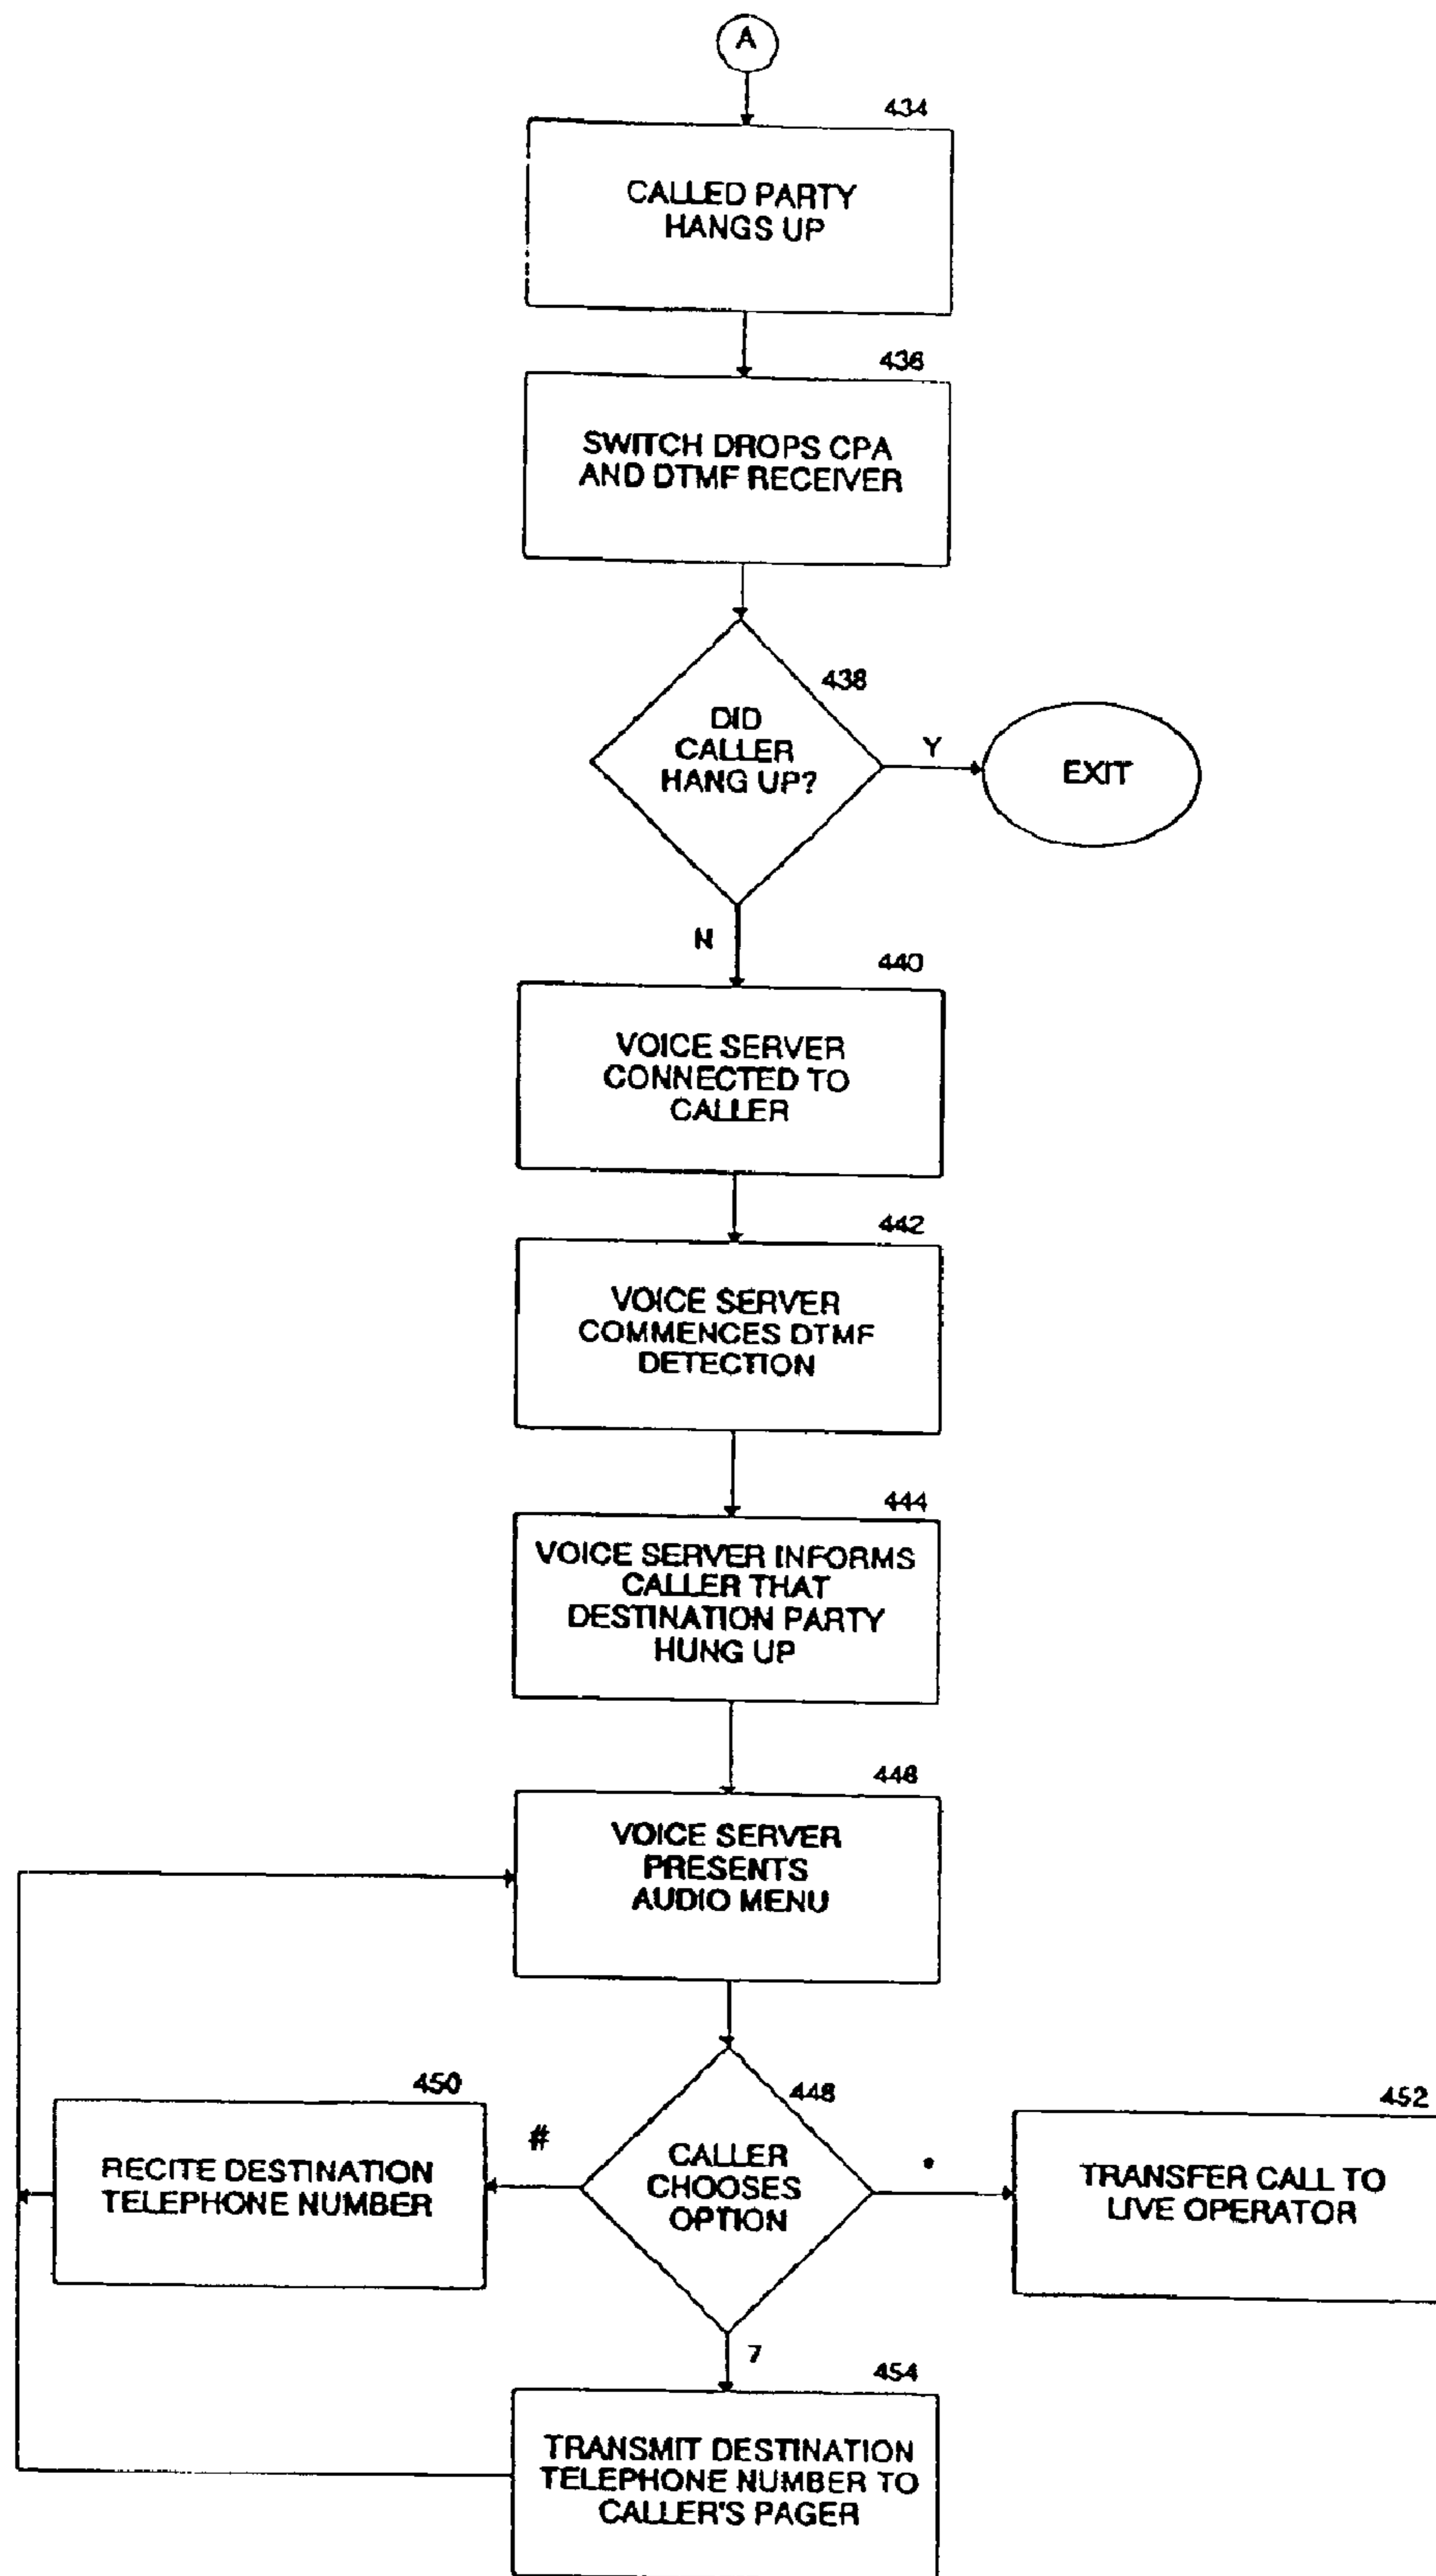 A
434
CALLED PARTY
HANGS UP
436
SWITCH DROPS CPA
AND DTMF RECEIVER
438
DID
CALLER
HANG UP?
Y
EXIT
N
440
VOICE SERVER
CONNECTED TO
CALLER
442
VOICE SERVER
COMMENCES DTMF
DETECTION
444
VOICE SERVER INFORMS
CALLER THAT
DESTINATION PARTY
HUNG UP
446
VOICE SERVER
PRESENTS
AUDIO MENU
450
448
452
#
*
RECITE DESTINATION
TELEPHONE NUMBER
CALLER
CHOOSES
OPTION
TRANSFER CALL TO
LIVE OPERATOR
7
454
TRANSMIT DESTINATION
TELEPHONE NUMBER TO
CALLER'S PAGER